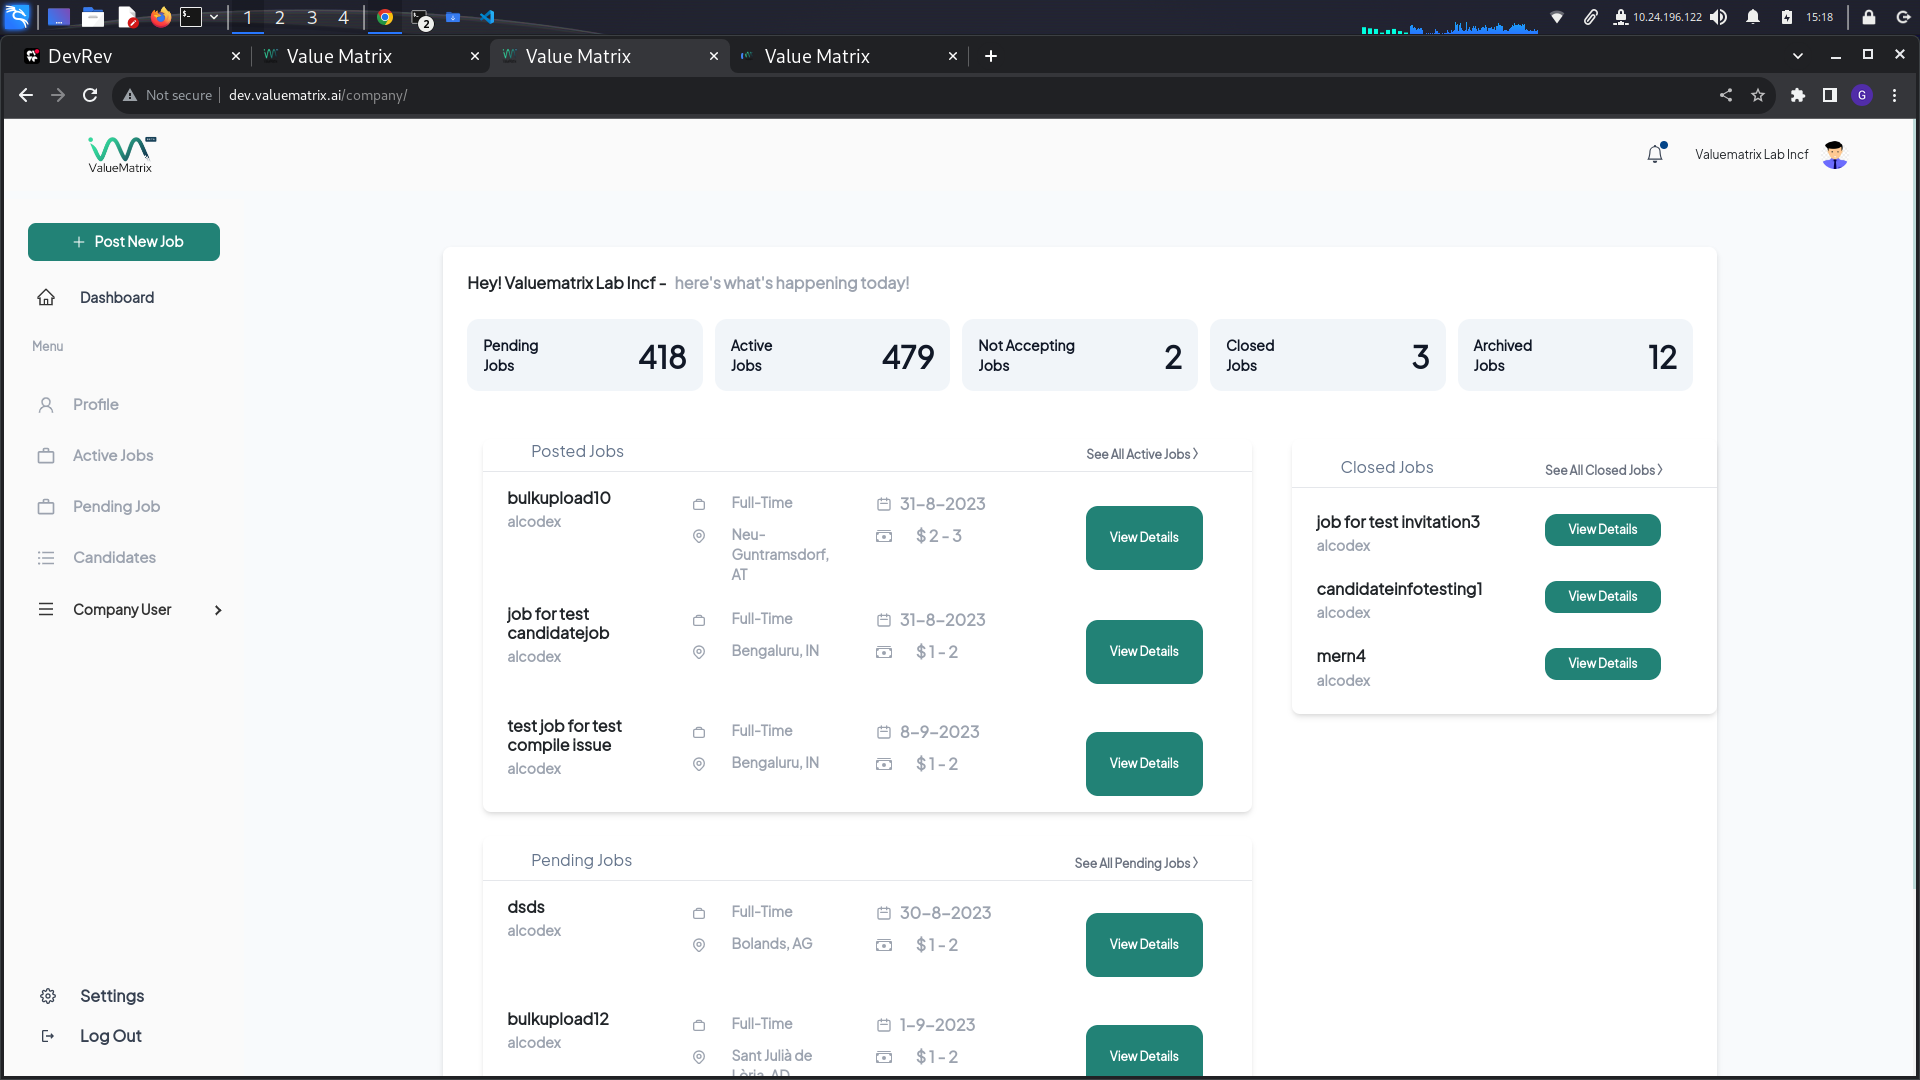 1 2 3 4
2
10.24.196.122
15:18
DevRev
Value Matrix
Value Matrix
Value Matrix
Not secure
dev.valuematrix.ai/company/
G
ValueMatrix
Valuematrix Lab Incf
Post New Job
Dashboard
Menu
Profile
Active Jobs
Pending Job
Candidates
Company User
Settings
Log Out
Hey! Valuematrix Lab Incf - here's what's happening today!
Pending
Jobs
418
Active
Jobs
479
Not Accepting
Jobs
2
Closed
Jobs
3
Archived
Jobs
12
Posted Jobs
See All Active Jobs
bulkupload10
alcodex
Full-Time
Neu-
Guntramsdorf,
AT
31-8-2023
$ 2 - 3
View Details
job for test
candidatejob
alcodex
Full-Time
Bengaluru, IN
31-8-2023
$ 1 - 2
View Details
test job for test
compile issue
alcodex
Full-Time
Bengaluru, IN
8-9-2023
$ 1 - 2
View Details
Closed Jobs
See All Closed Jobs
job for test invitation3
alcodex
View Details
candidateinfotesting1
alcodex
View Details
mern4
alcodex
View Details
Pending Jobs
See All Pending Jobs
dsds
alcodex
Full-Time
Bolands, AG
30-8-2023
$ 1 - 2
View Details
bulkupload12
alcodex
Full-Time
Sant Julià de
Lòria, AD
1-9-2023
$ 1 - 2
View Details